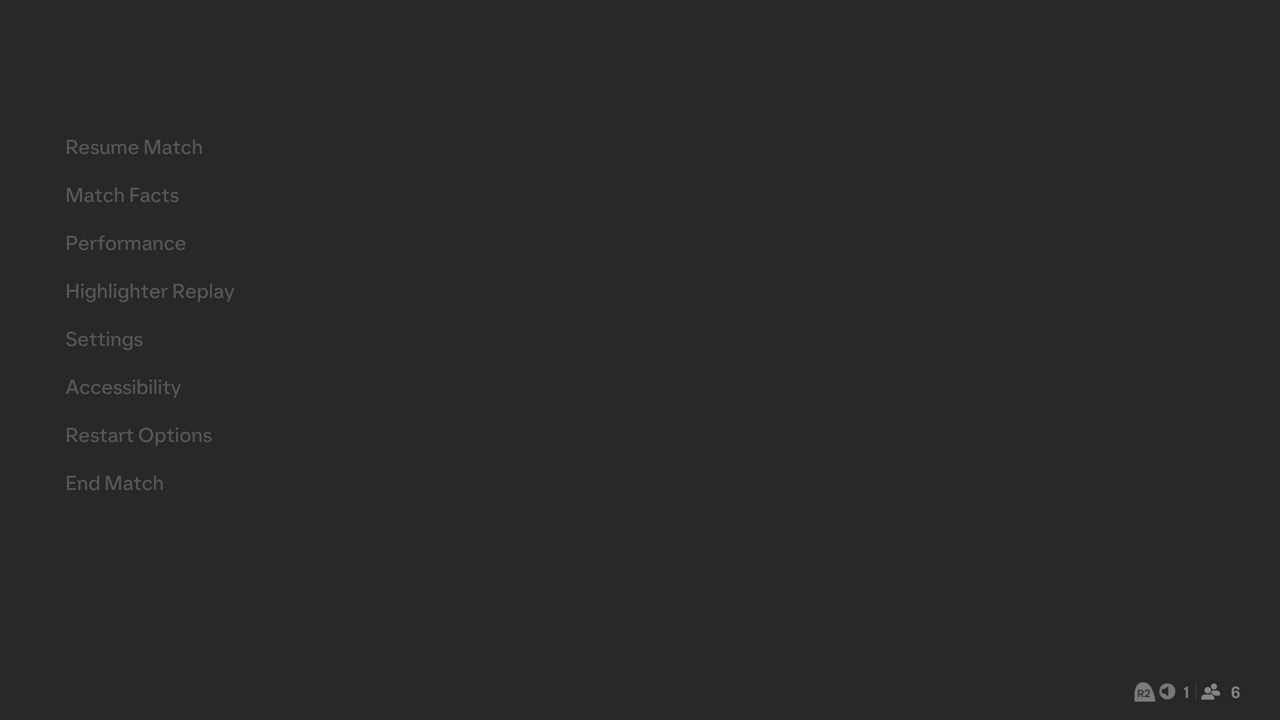 Resume Match
Match Facts
Performance
Highlighter Replay
Settings
Accessibility
Restart Options
End Match
R2 1 6